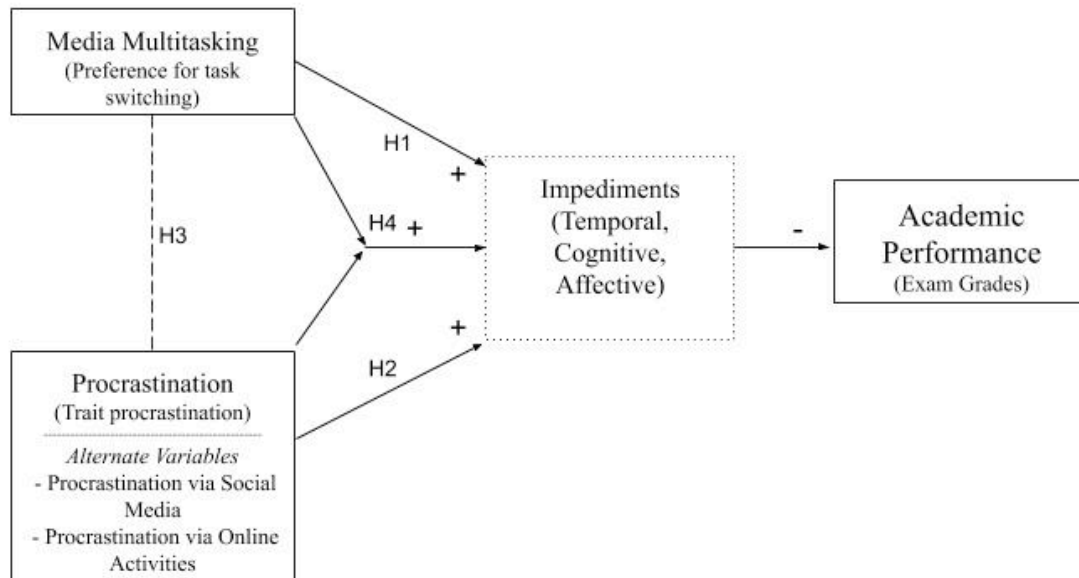 Media Multitasking
(Preference for task
switching)
H1
+
H3
H4
+
Impediments
(Temporal,
Cognitive,
Affective)
-
Academic
Performance
(Exam Grades)
+
H2
Procrastination
(Trait procrastination)
Alternate Variables
- Procrastination via Social
Media
- Procrastination via Online
Activities